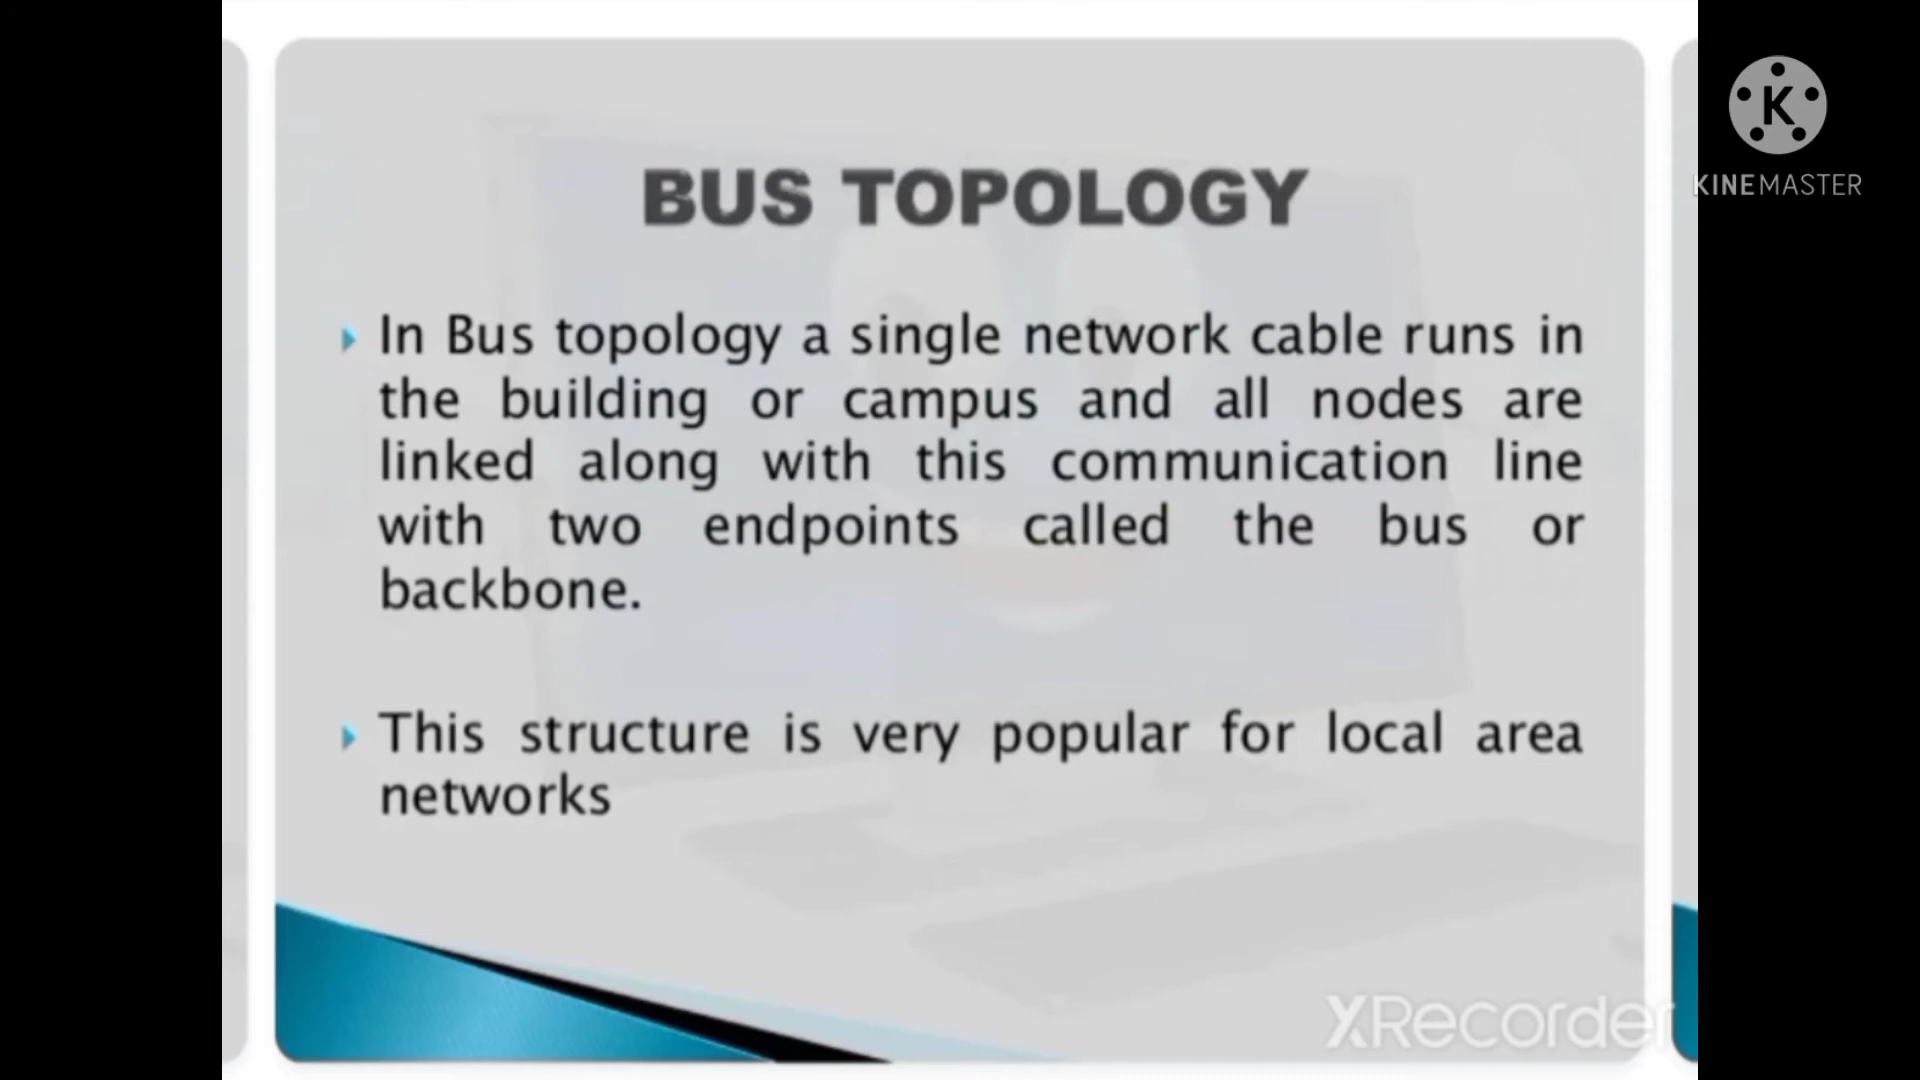 BUS TOPOLOGY
In Bus topology a single network cable runs in
the building or campus and all nodes are
linked along with this communication line
with two endpoints called the bus or
backbone.
This structure is very popular for local area
networks
K
KINEMASTER
XRecorder